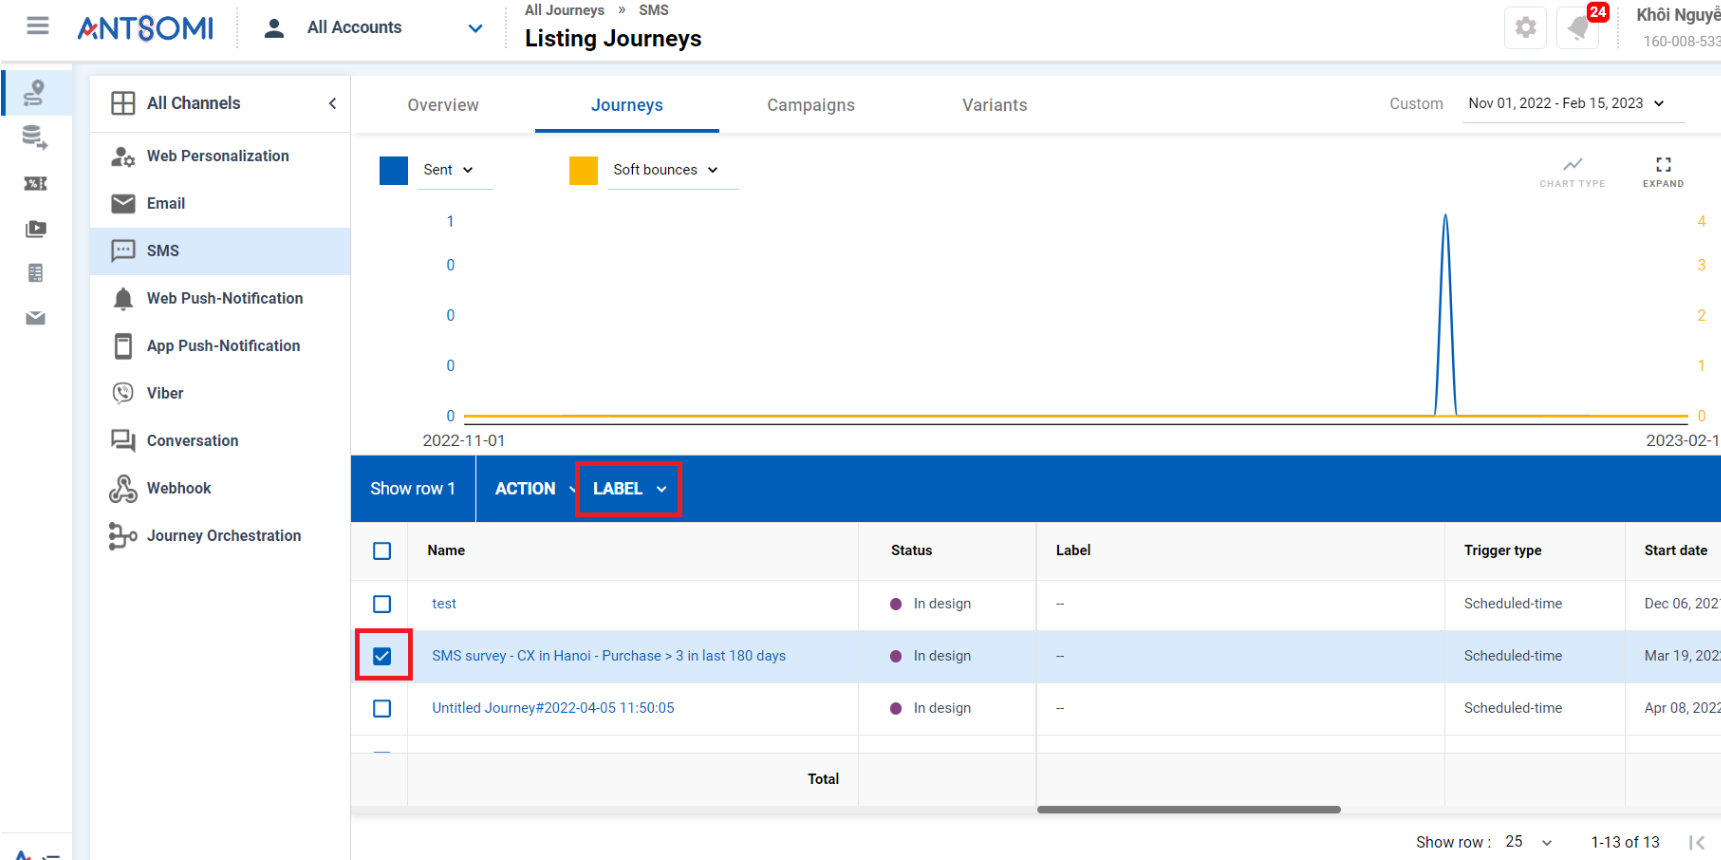 ANTSOMI
All Accounts
All Journeys » SMS
Listing Journeys
24
Khôi Nguyễ
160-008-533
All Channels
Web Personalization
Email
SMS
Web Push-Notification
App Push-Notification
Viber
Conversation
Webhook
Journey Orchestration
Overview
Journeys
Campaigns
Variants
Custom
Nov 01, 2022 - Feb 15, 2023
Sent
Soft bounces
CHART TYPE
EXPAND
1
0
0
0
0
4
3
2
1
0
2022-11-01
2023-02-1
Show row 1
ACTION
LABEL
Name Status Label Trigger type Start date
test In design -- Scheduled-time Dec 06, 202
SMS survey - CX in Hanoi - Purchase > 3 in last 180 days In design -- Scheduled-time Mar 19, 202
Untitled Journey#2022-04-05 11:50:05 In design -- Scheduled-time Apr 08, 2022
Total
Show row : 25 1-13 of 13